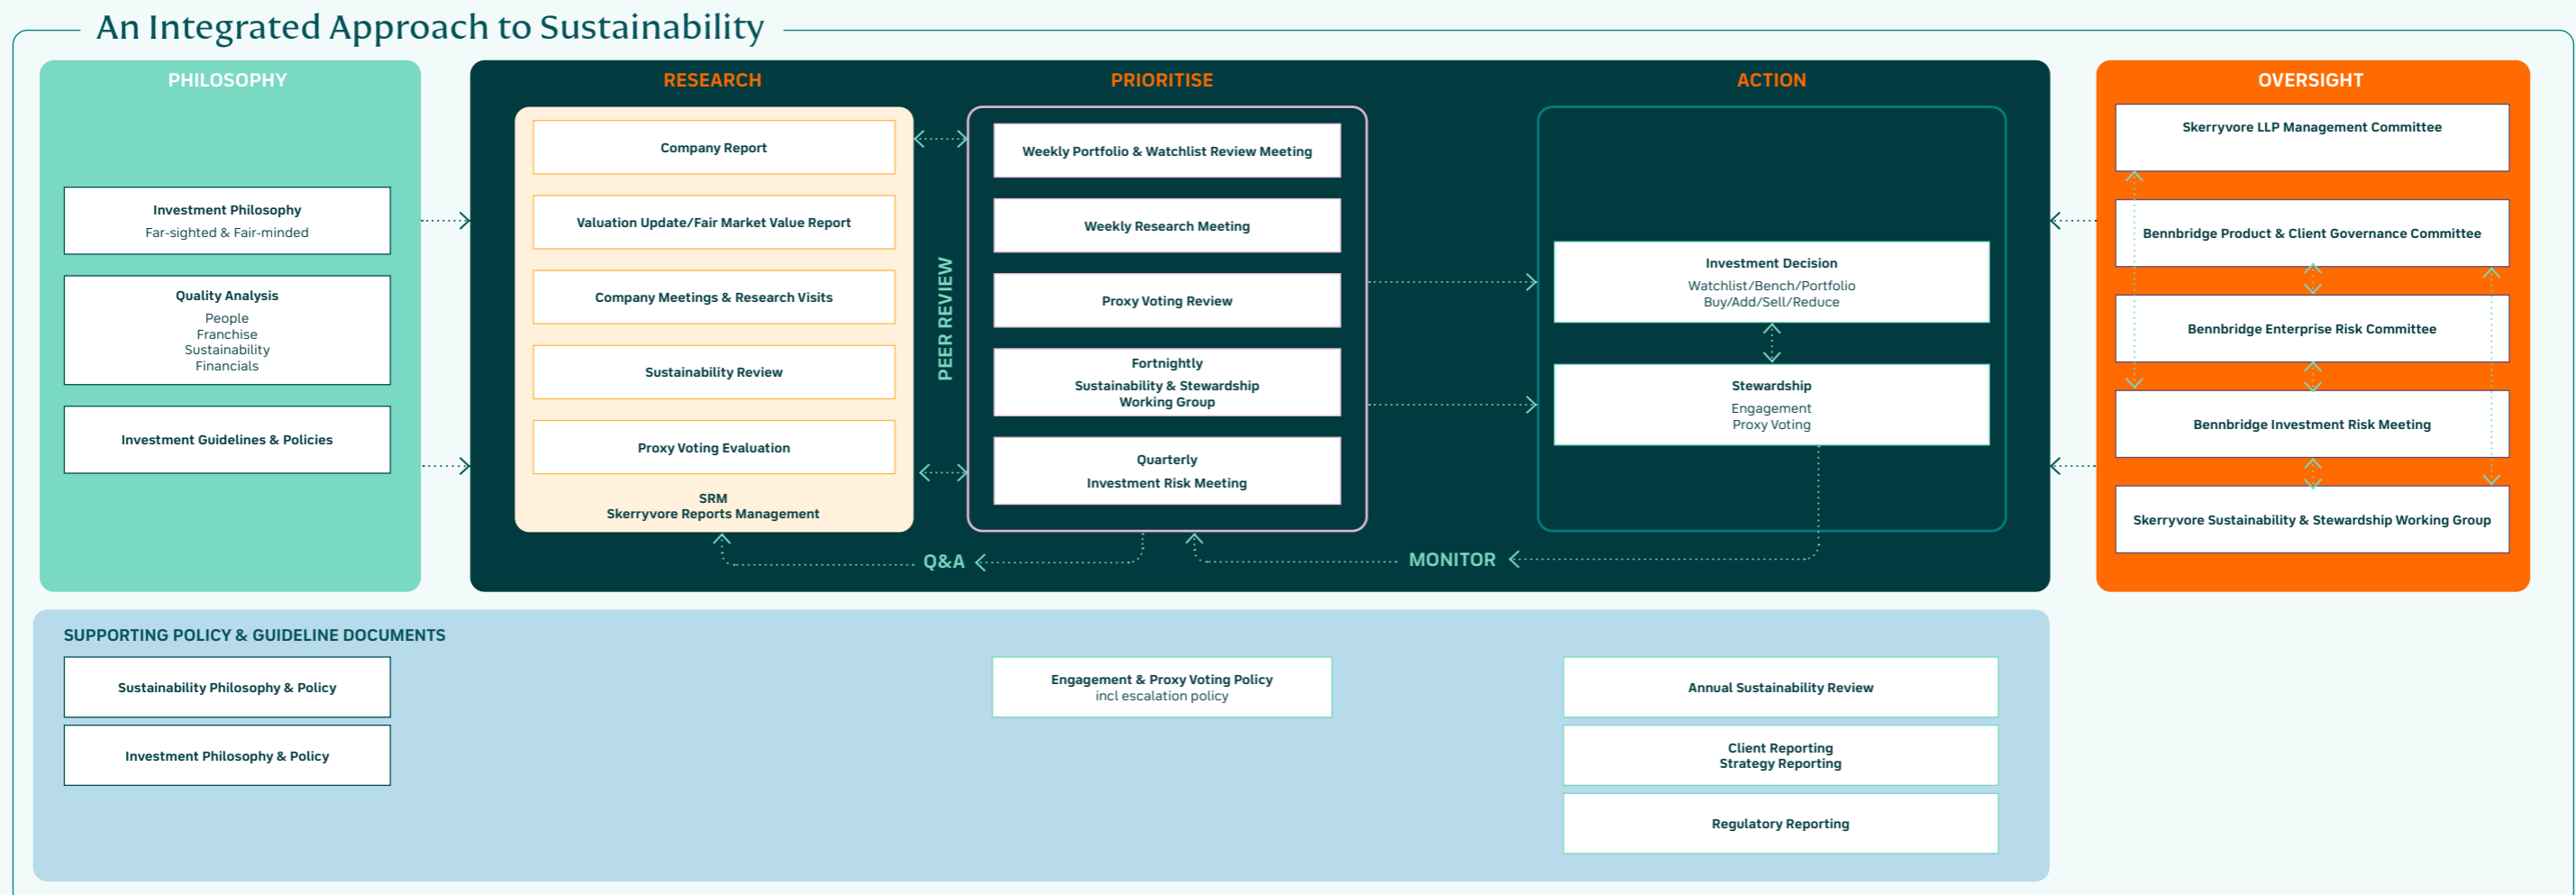 An Integrated Approach to Sustainability
PHILOSOPHY
Investment Philosophy
Far-sighted & Fair-minded
Quality Analysis
People
Franchise
Sustainability
Financials
Investment Guidelines & Policies
RESEARCH
Company Report
Valuation Update/Fair Market Value Report
Company Meetings & Research Visits
Sustainability Review
Proxy Voting Evaluation
SRM
Skerryvore Reports Management
PEER REVIEW
PRIORITISE
Weekly Portfolio & Watchlist Review Meeting
Weekly Research Meeting
Proxy Voting Review
Fortnightly
Sustainability & Stewardship
Working Group
Quarterly
Investment Risk Meeting
Q&A
MONITOR
ACTION
Investment Decision
Watchlist/Bench/Portfolio
Buy/Add/Sell/Reduce
Stewardship
Engagement
Proxy Voting
OVERSIGHT
Skerryvore LLP Management Committee
Bennbridge Product & Client Governance Committee
Bennbridge Enterprise Risk Committee
Bennbridge Investment Risk Meeting
Skerryvore Sustainability & Stewardship Working Group
SUPPORTING POLICY & GUIDELINE DOCUMENTS
Sustainability Philosophy & Policy
Investment Philosophy & Policy
Engagement & Proxy Voting Policy
incl escalation policy
Annual Sustainability Review
Client Reporting
Strategy Reporting
Regulatory Reporting